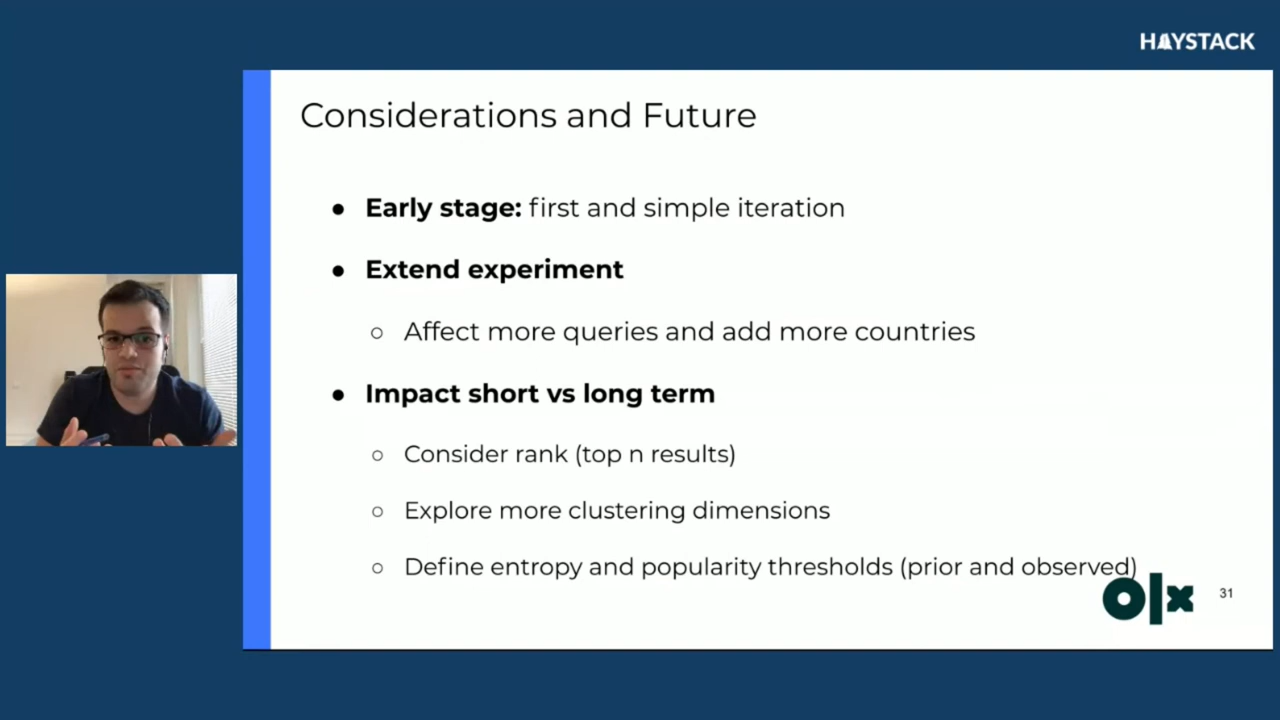 HAYSTACK
Considerations and Future
● Early stage: first and simple iteration
● Extend experiment
○ Affect more queries and add more countries
● Impact short vs long term
○ Consider rank (top n results)
○ Explore more clustering dimensions
○ Define entropy and popularity thresholds (prior and observed)
olx
31